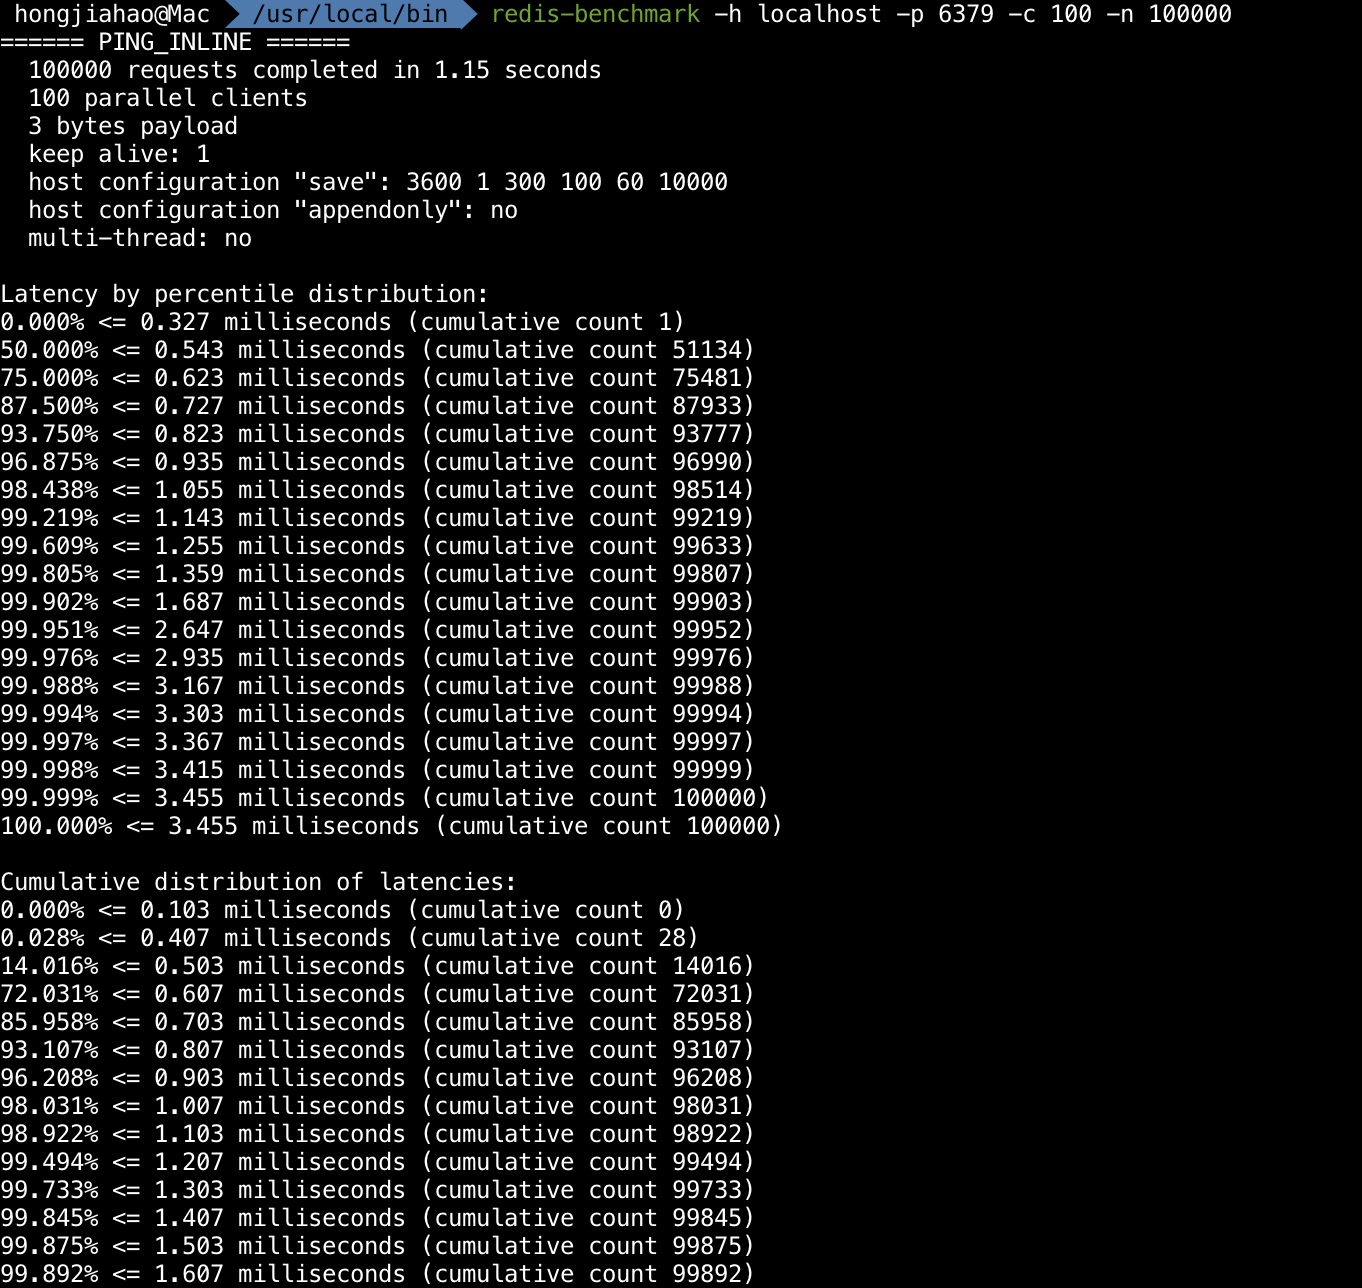 hongjiahao@Mac /usr/local/bin redis-benchmark -h localhost -p 6379 -c 100 -n 100000
====== PING_INLINE ======
100000 requests completed in 1.15 seconds
100 parallel clients
3 bytes payload
keep alive: 1
host configuration "save": 3600 1 300 100 60 10000
host configuration "appendonly": no
multi-thread: no
Latency by percentile distribution:
0.000% <= 0.327 milliseconds (cumulative count 1)
50.000% <= 0.543 milliseconds (cumulative count 51134)
75.000% <= 0.623 milliseconds (cumulative count 75481)
87.500% <= 0.727 milliseconds (cumulative count 87933)
93.750% <= 0.823 milliseconds (cumulative count 93777)
96.875% <= 0.935 milliseconds (cumulative count 96990)
98.438% <= 1.055 milliseconds (cumulative count 98514)
99.219% <= 1.143 milliseconds (cumulative count 99219)
99.609% <= 1.255 milliseconds (cumulative count 99633)
99.805% <= 1.359 milliseconds (cumulative count 99807)
99.902% <= 1.687 milliseconds (cumulative count 99903)
99.951% <= 2.647 milliseconds (cumulative count 99952)
99.976% <= 2.935 milliseconds (cumulative count 99976)
99.988% <= 3.167 milliseconds (cumulative count 99988)
99.994% <= 3.303 milliseconds (cumulative count 99994)
99.997% <= 3.367 milliseconds (cumulative count 99997)
99.998% <= 3.415 milliseconds (cumulative count 99999)
99.999% <= 3.455 milliseconds (cumulative count 100000)
100.000% <= 3.455 milliseconds (cumulative count 100000)
Cumulative distribution of latencies:
0.000% <= 0.103 milliseconds (cumulative count 0)
0.028% <= 0.407 milliseconds (cumulative count 28)
14.016% <= 0.503 milliseconds (cumulative count 14016)
72.031% <= 0.607 milliseconds (cumulative count 72031)
85.958% <= 0.703 milliseconds (cumulative count 85958)
93.107% <= 0.807 milliseconds (cumulative count 93107)
96.208% <= 0.903 milliseconds (cumulative count 96208)
98.031% <= 1.007 milliseconds (cumulative count 98031)
98.922% <= 1.103 milliseconds (cumulative count 98922)
99.494% <= 1.207 milliseconds (cumulative count 99494)
99.733% <= 1.303 milliseconds (cumulative count 99733)
99.845% <= 1.407 milliseconds (cumulative count 99845)
99.875% <= 1.503 milliseconds (cumulative count 99875)
99.892% <= 1.607 milliseconds (cumulative count 99892)